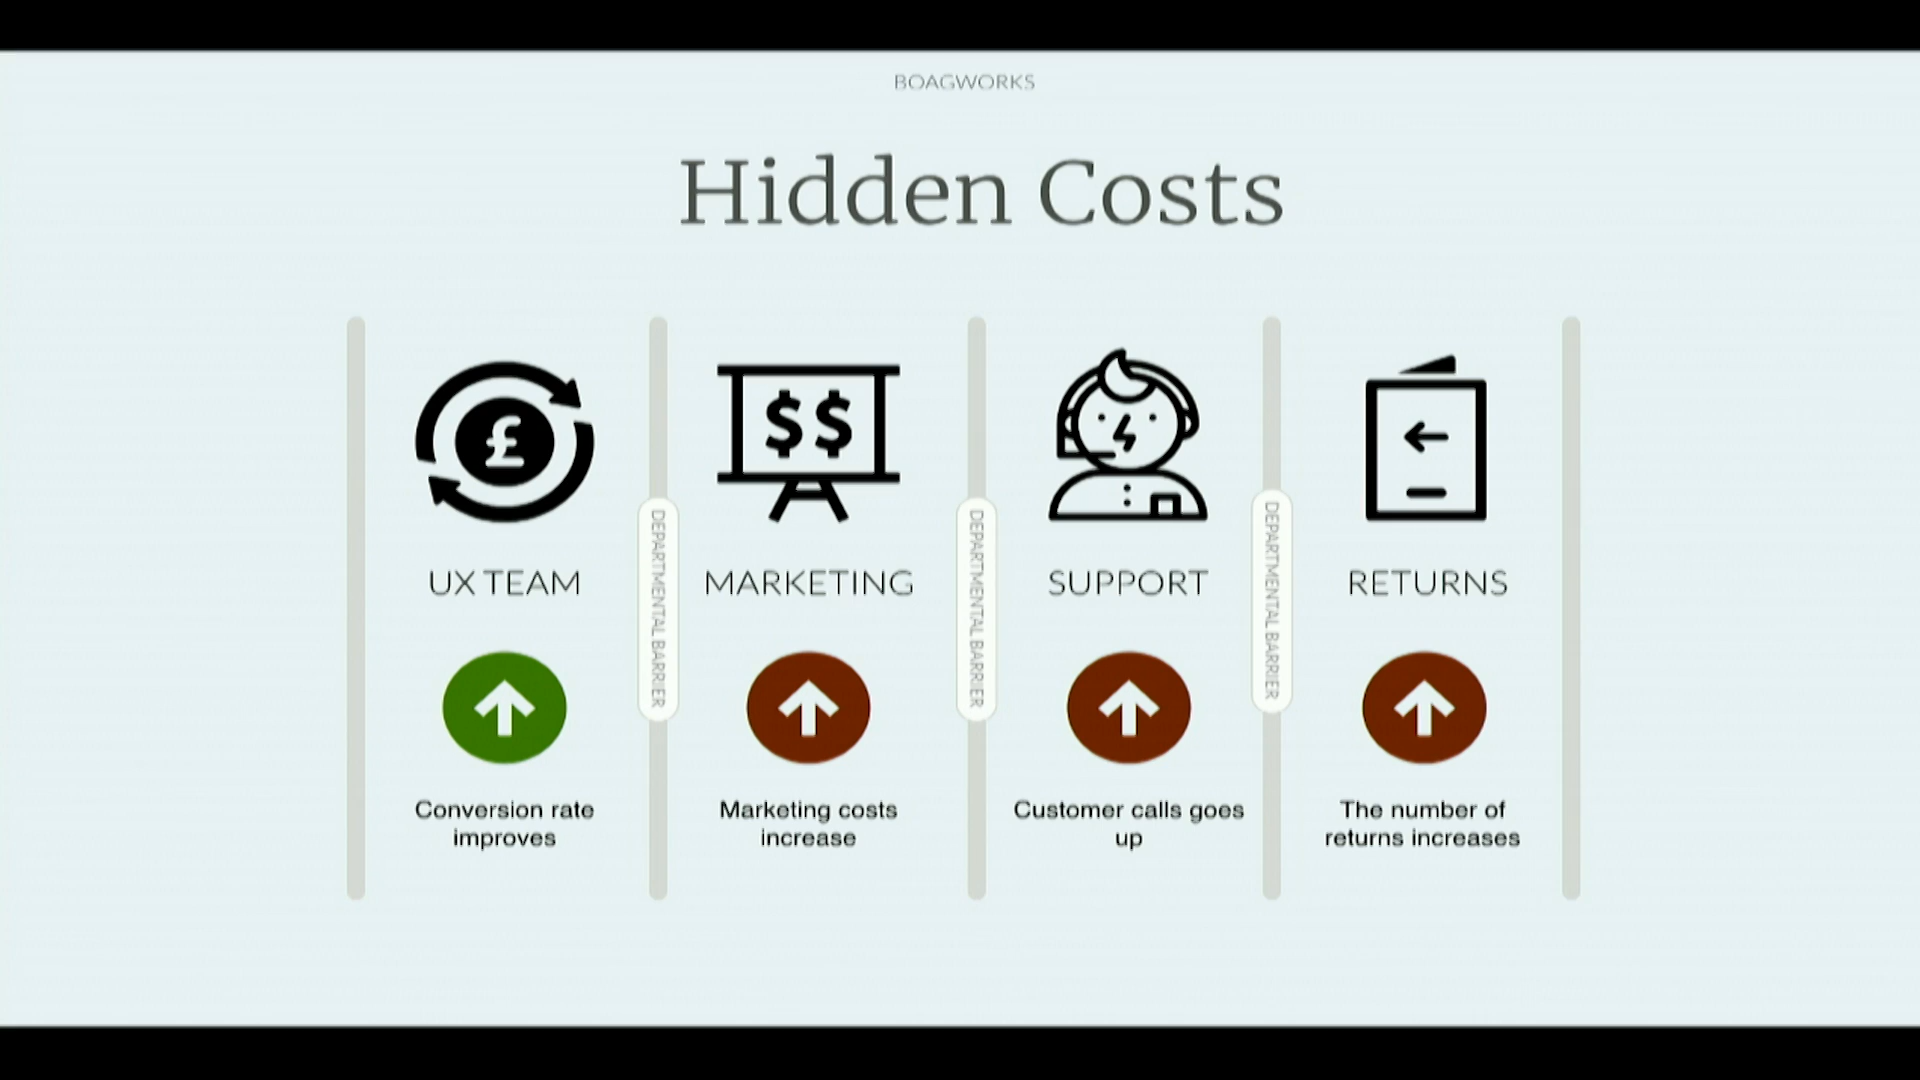 BOAGWORKS
Hidden Costs
£
$$
UX TEAM
MARKETING
SUPPORT
RETURNS
DEPARTMENTAL BARRIER
DEPARTMENTAL BARRIER
DEPARTMENTAL BARRIER
Conversion rate
improves
Marketing costs
increase
Customer calls goes
up
The number of
returns increases